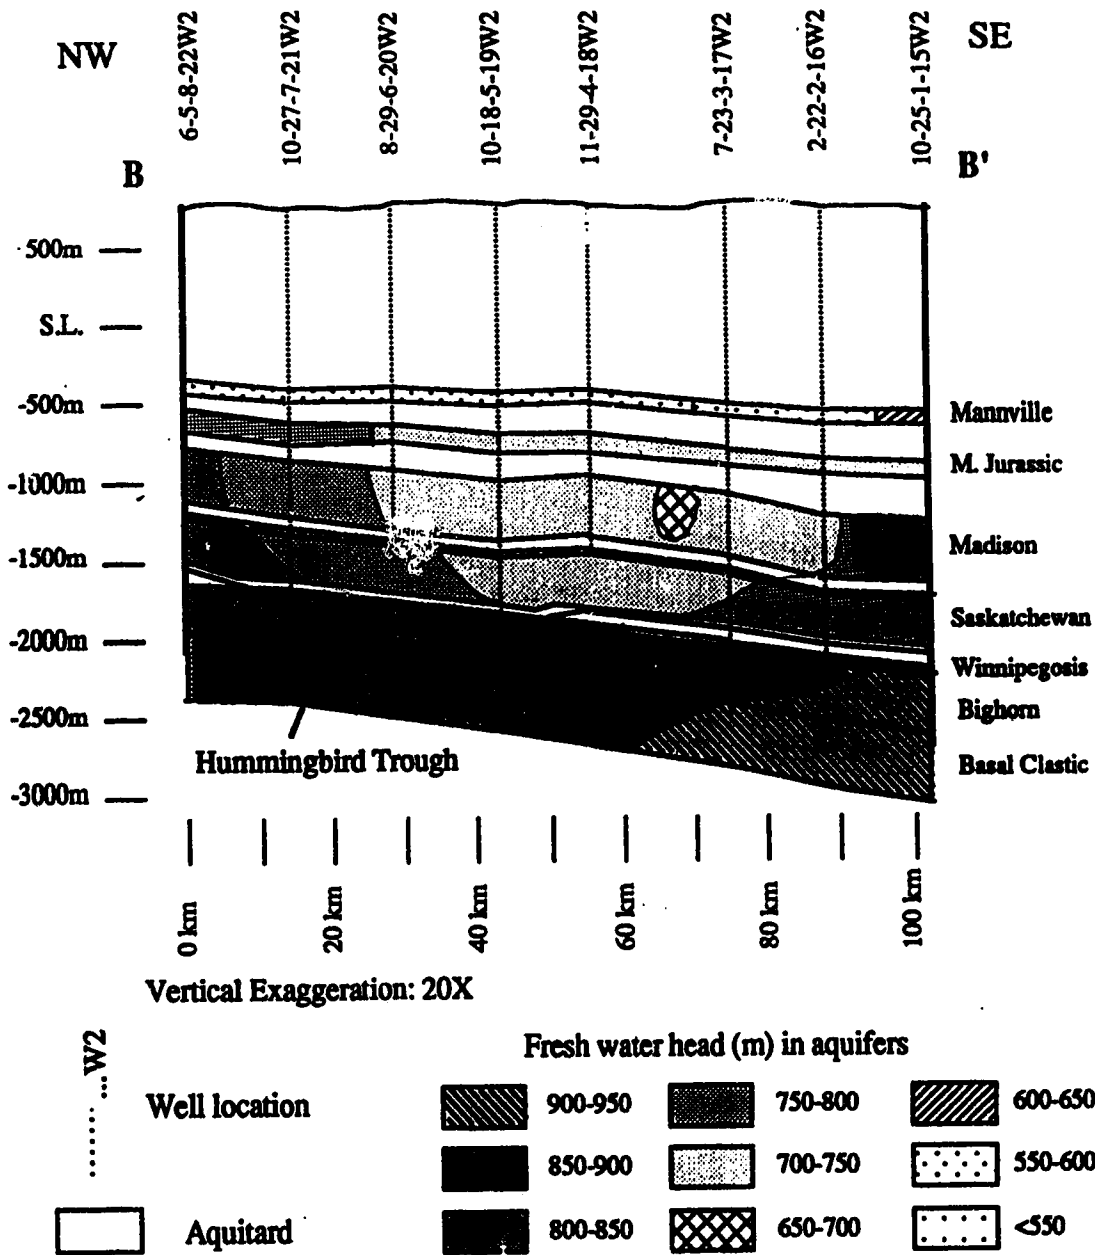 NW
SE
6-5-8-22W2
10-27-7-21W2
8-29-6-20W2
10-18-5-19W2
11-29-4-18W2
7-23-3-17W2
2-22-2-16W2
10-25-1-15W2
B
B'
500m
S.L.
-500m
-1000m
-1500m
-2000m
-2500m
-3000m
Mannville
M. Jurassic
Madison
Saskatchewan
Winnipegosis
Bighorn
Basal Clastic
Hummingbird Trough
0 km
20 km
40 km
60 km
80 km
100 km
Vertical Exaggeration: 20X
...W2
Well location
Aquitard
Fresh water head (m) in aquifers
900-950
750-800
600-650
850-900
700-750
550-600
800-850
650-700
<550